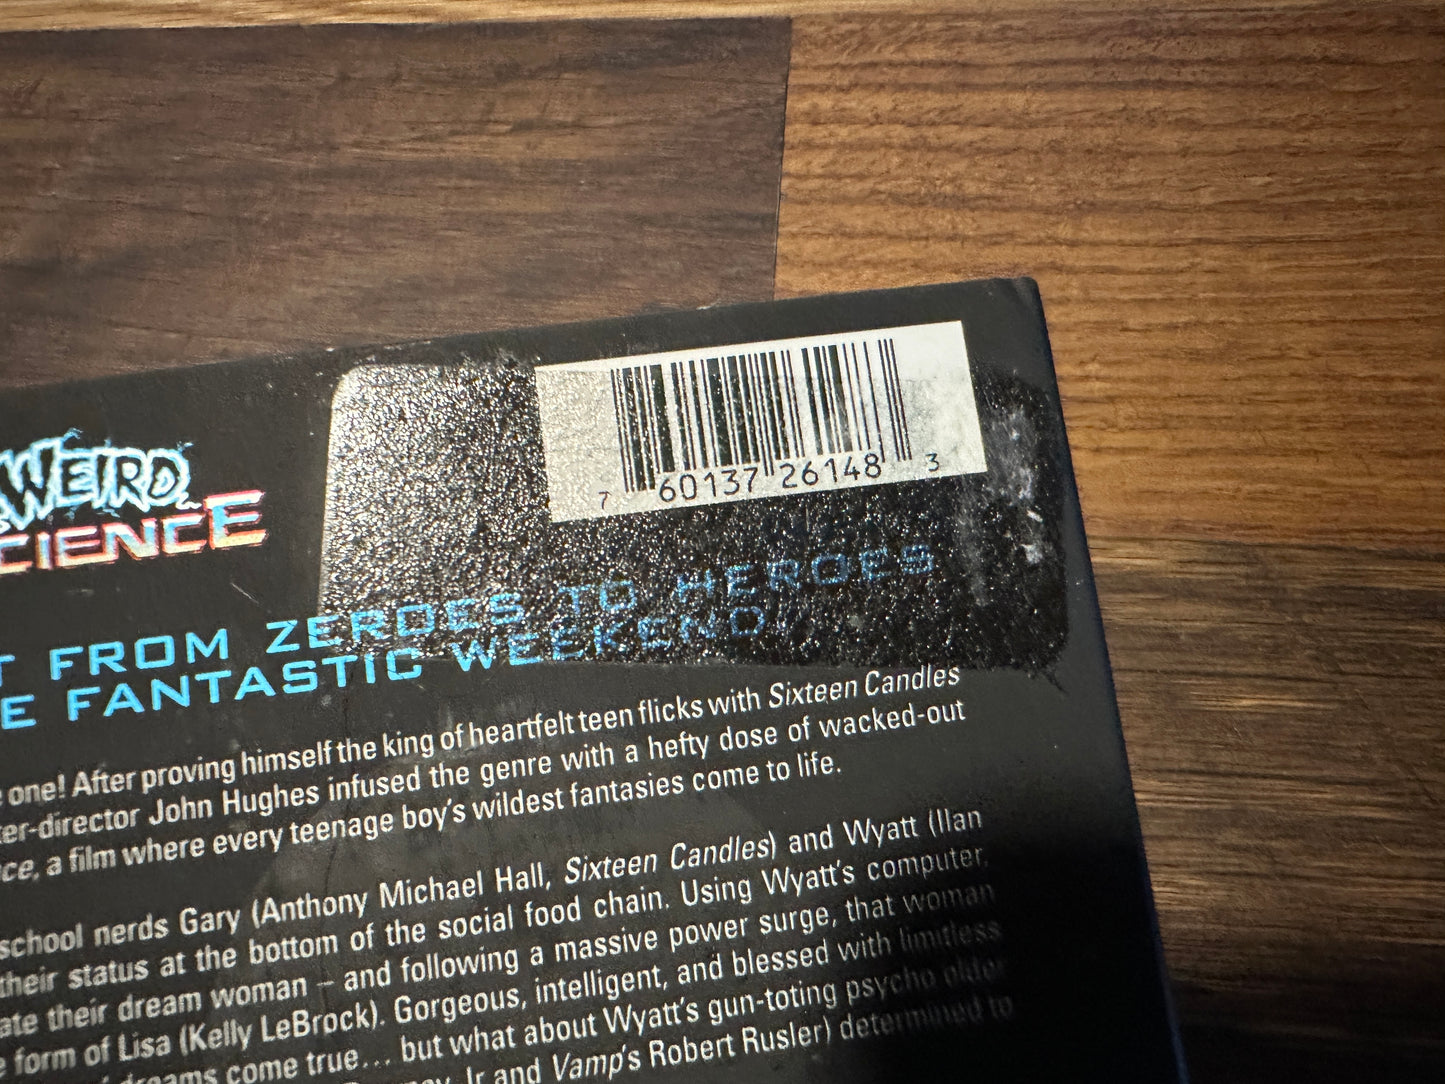 7 60137 26148 3
WEIRD
SCIENCE
FROM ZEROES TO HEROES
FANTASTIC WEEKEND
one! After proving himself the king of heartfelt teen flicks with Sixteen Candles
ter-director John Hughes infused the genre with a hefty dose of wacked-out
ce, a film where every teenage boy's wildest fantasies come to life.
school nerds Gary (Anthony Michael Hall, Sixteen Candles) and Wyatt (Ilan
their status at the bottom of the social food chain. Using Wyatt's computer,
ate their dream woman – and following a massive power surge, that woman
form of Lisa (Kelly LeBrock). Gorgeous, intelligent, and blessed with limitless
dreams come true... but what about Wyatt's gun-toting psycho older
Jr and Vamp's Robert Rusler) determined to